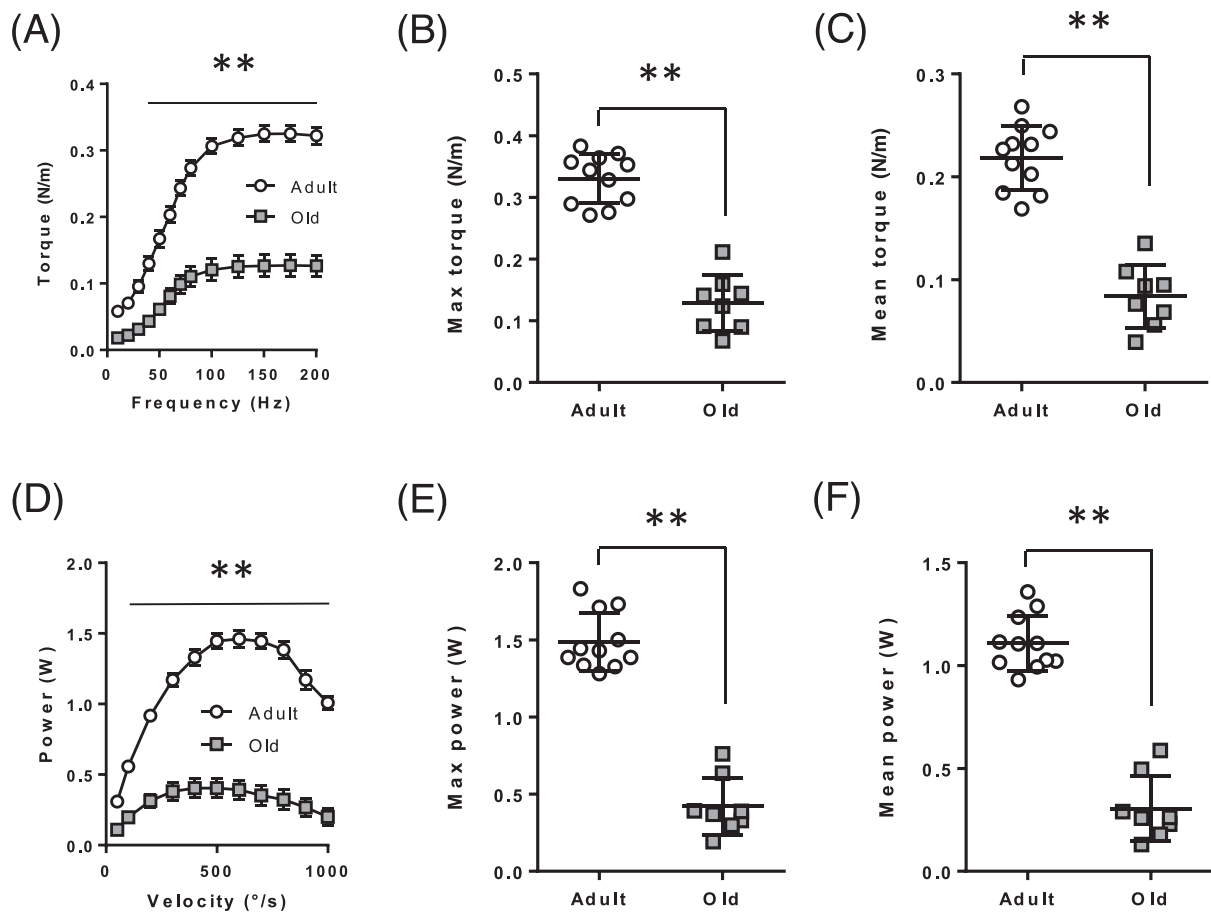 (A)
**
0.4
0.3
0.2
0.1
0.0
Torque (N/m)
Adult
Old
0 50 100 150 200
Frequency (Hz)
(B)
**
0.5
0.4
0.3
0.2
0.1
0.0
Max torque (N/m)
Adult Old
(C)
**
0.3
0.2
0.1
0.0
Mean torque (N/m)
Adult Old
(D)
**
2.0
1.5
1.0
0.5
0.0
Power (W)
Adult
Old
0 500 1000
Velocity (°/s)
(E)
**
2.0
1.5
1.0
0.5
0.0
Max power (W)
Adult Old
(F)
**
1.5
1.0
0.5
0.0
Mean power (W)
Adult Old